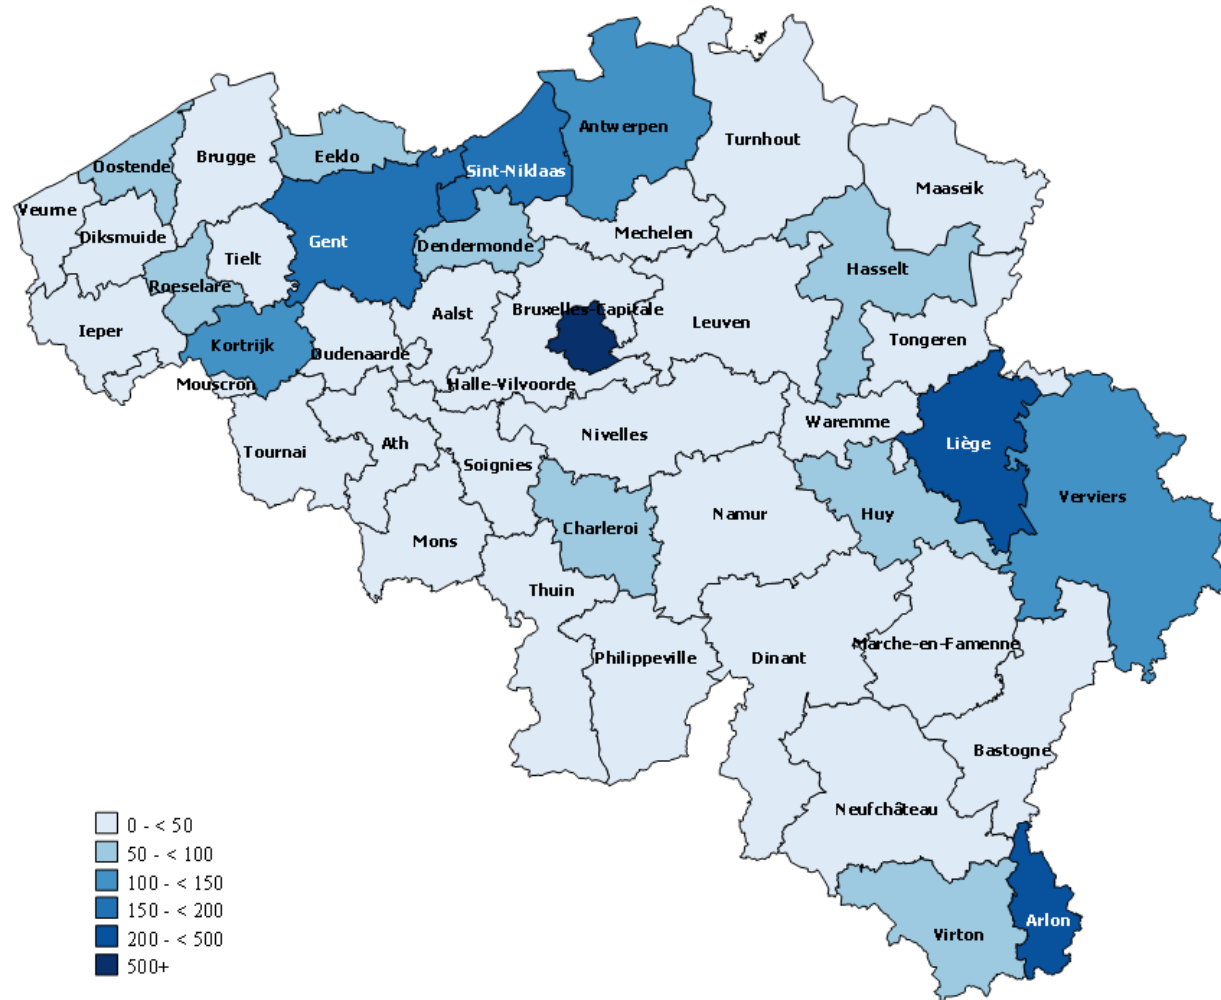 Antwerpen
Turnhout
Brugge
Eeklo
Oostende
Sint-Niklaas
Maaseik
Veurne
Diksmuide
Gent
Dendermonde
Mechelen
Tielt
Hasselt
Roeselare
Bruxelles-Capitale
Aalst
Leuven
Ieper
Kortrijk
Oudenaarde
Tongeren
Mouscron
Halle-Vilvoorde
Waremme
Nivelles
Ath
Liège
Tournai
Soignies
Verviers
Namur
Huy
Charleroi
Mons
Thuin
Marche-en-Famenne
Philippeville
Dinant
Bastogne
Neufchâteau
Arlon
Virton
0 - < 50
50 - < 100
100 - < 150
150 - < 200
200 - < 500
500+